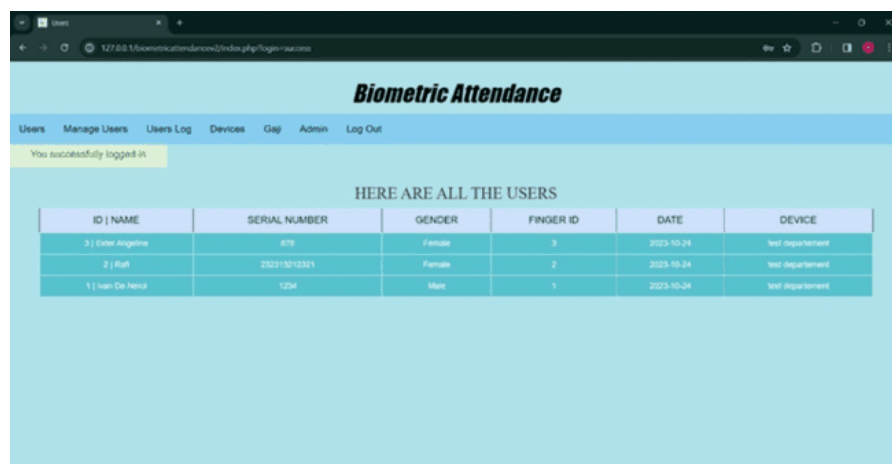 Users
127.0.0.1/biometricattendancev2/index.php?login=success
Biometric Attendance
Users Manage Users Users Log Devices Gaji Admin Log Out
You successfully logged-in
HERE ARE ALL THE USERS
ID | NAME SERIAL NUMBER GENDER FINGER ID DATE DEVICE
3 | Ester Angeline 678 Female 3 2023-10-24 test departement
2 | Rafi Female 2 2023-10-24 test departement
1 | Ivan De 1234 Male 1 2023-10-24 test departement